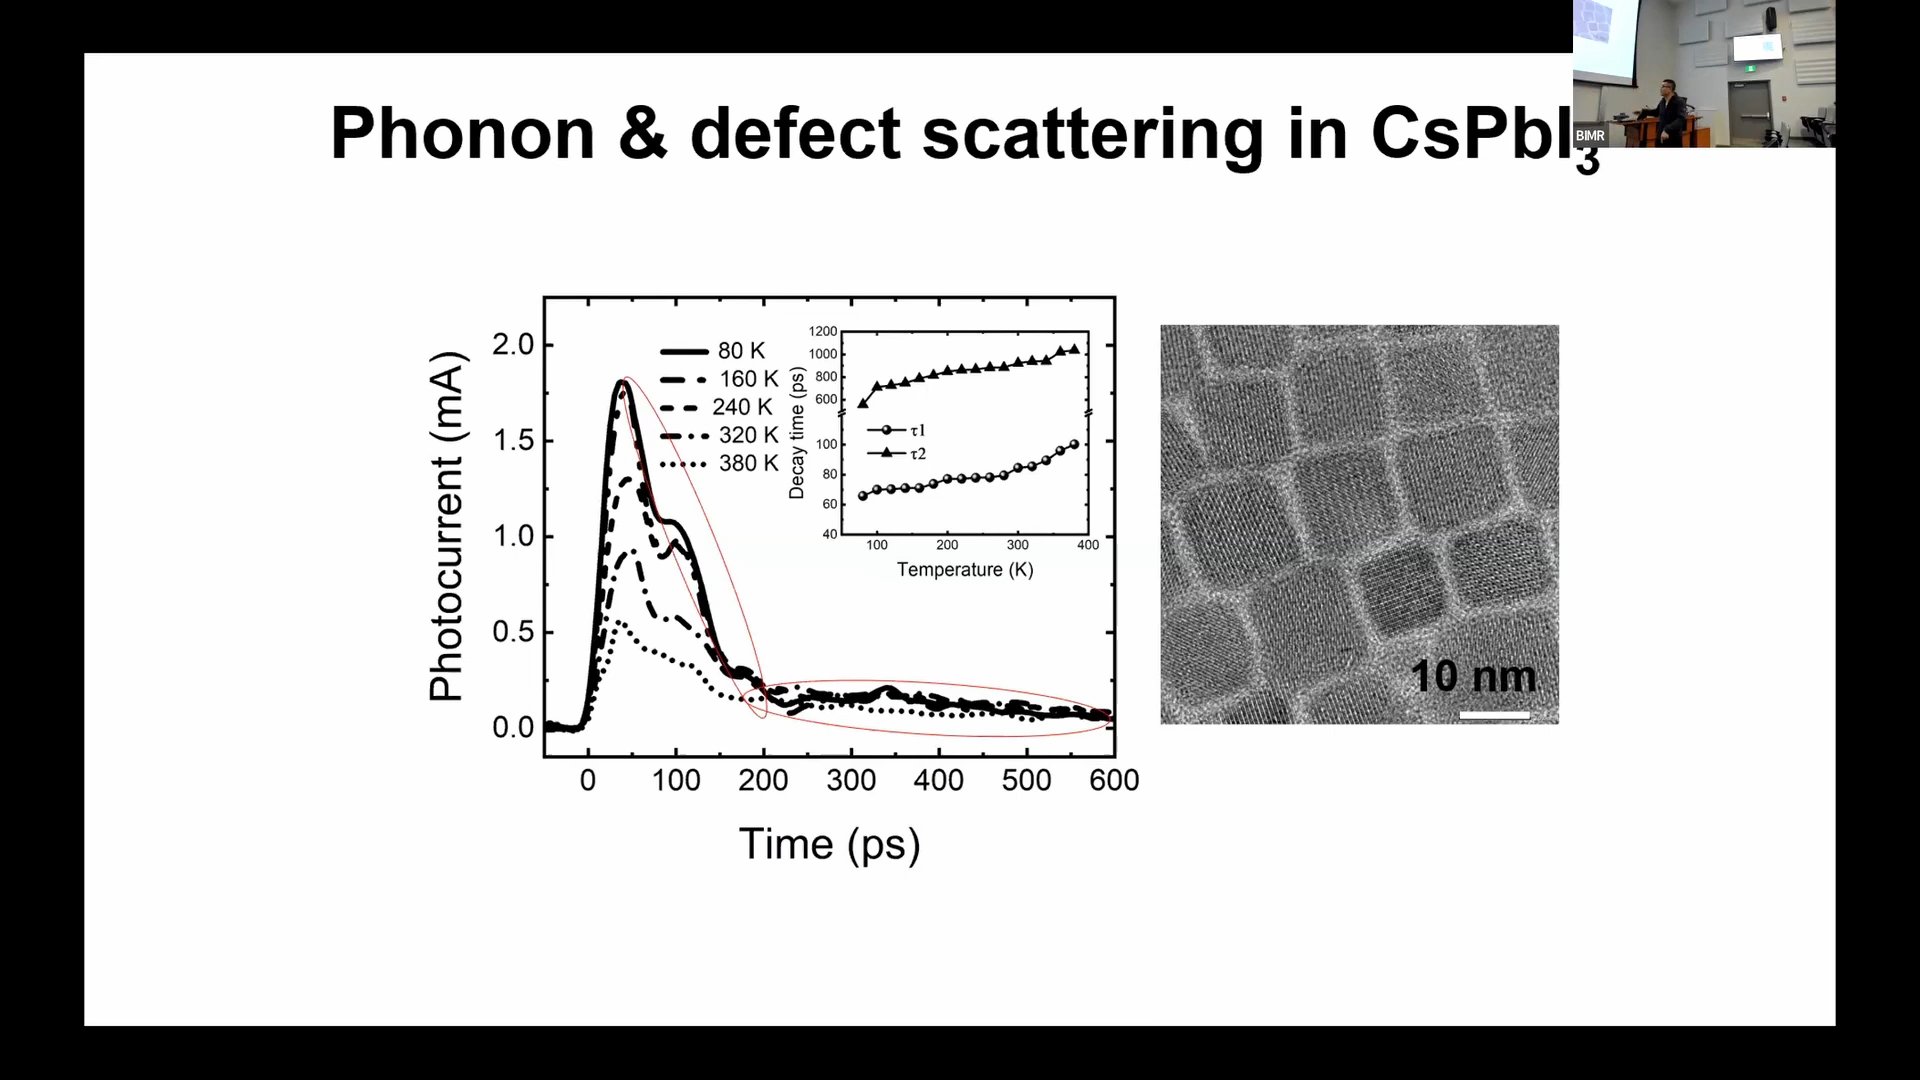 Phonon & defect scattering in CsPbI3
BIMR
Photocurrent (mA)
2.0
1.5
1.0
0.5
0.0
0 100 200 300 400 500 600
Time (ps)
80 K
160 K
240 K
320 K
380 K
Decay time (ps)
1200
1000
800
600
100
80
60
40
τ1
τ2
100 200 300 400
Temperature (K)
10 nm